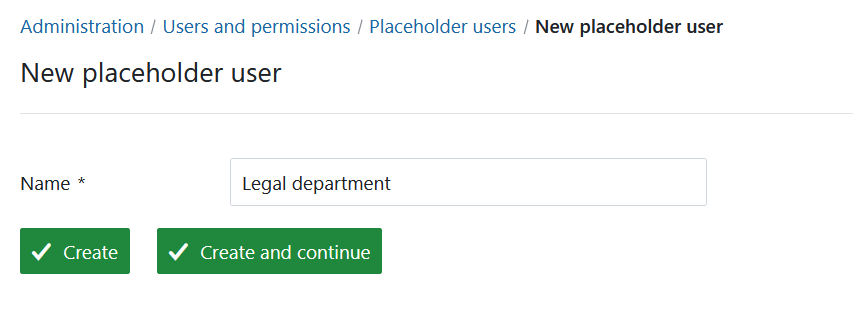 Administration / Users and permissions / Placeholder users / New placeholder user
New placeholder user
Name * Legal department
Create Create and continue